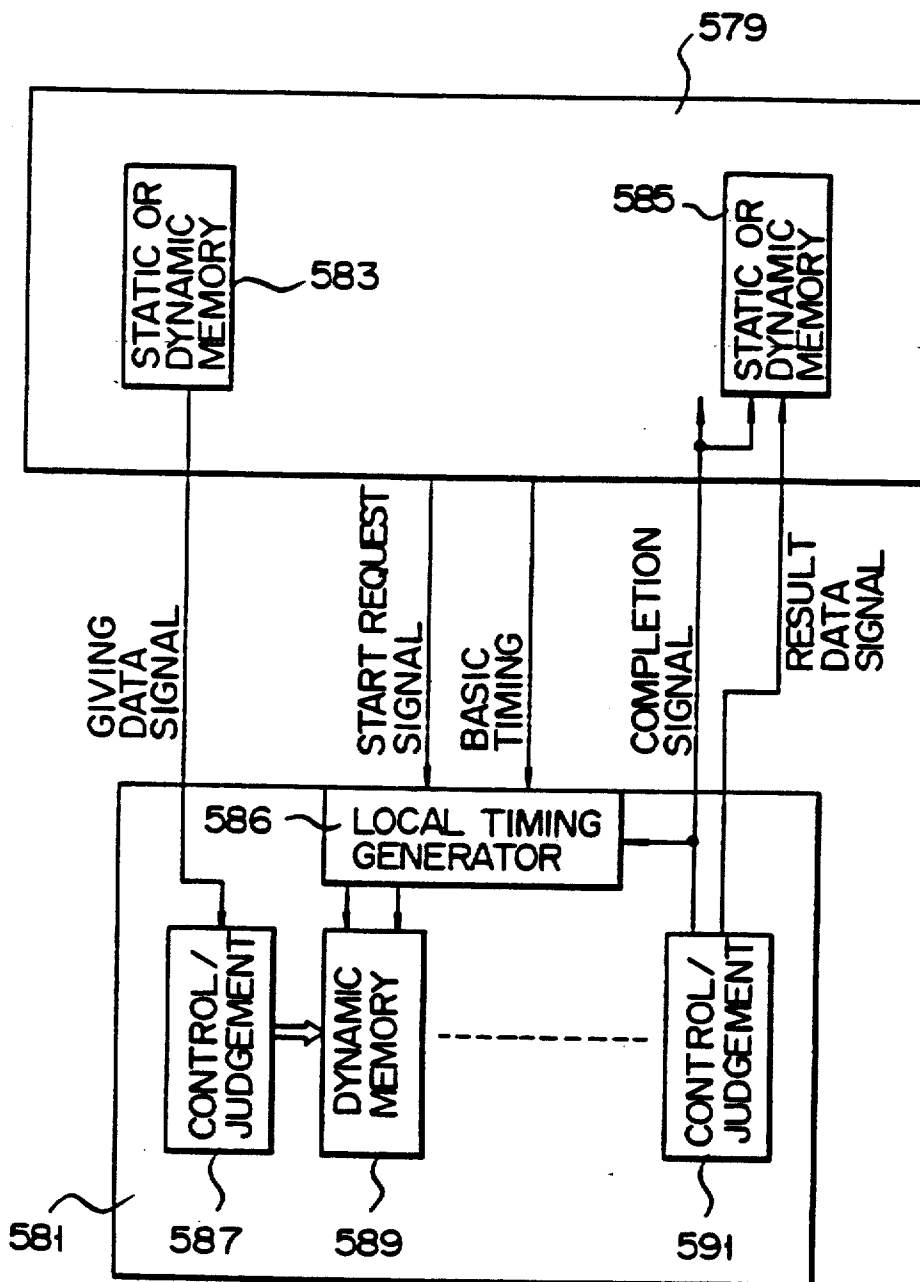 579
STATIC OR
DYNAMIC
MEMORY
583
585
STATIC OR
DYNAMIC
MEMORY
GIVING
DATA
SIGNAL
START REQUEST
SIGNAL
BASIC
TIMING
COMPLETION
SIGNAL
RESULT
DATA
SIGNAL
586
LOCAL TIMING
GENERATOR
CONTROL/
JUDGEMENT
DYNAMIC
MEMORY
CONTROL/
JUDGEMENT
581
587
589
591